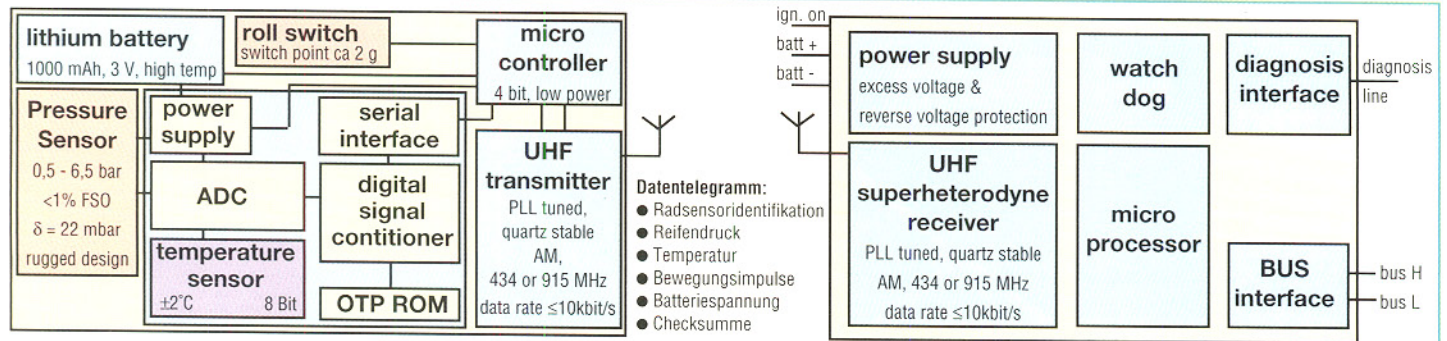 lithium battery
1000 mAh, 3 V, high temp
roll switch
switch point ca 2 g
micro
controller
4 bit, low power
Pressure
Sensor
0,5 - 6,5 bar
<1% FSO
δ = 22 mbar
rugged design
power
supply
serial
interface
ADC
digital
signal
contitioner
temperature
sensor
±2°C 8 Bit
OTP ROM
UHF
transmitter
PLL tuned,
quartz stable
AM,
434 or 915 MHz
data rate ≤10kbit/s
Datentelegramm:
● Radsensoridentifikation
● Reifendruck
● Temperatur
● Bewegungsimpulse
● Batteriespannung
● Checksumme
ign. on
batt +
batt -
power supply
excess voltage &
reverse voltage protection
watch
dog
diagnosis
interface
diagnosis
line
UHF
superheterodyne
receiver
PLL tuned, quartz stable
AM, 434 or 915 MHz
data rate ≤10kbit/s
micro
processor
BUS
interface
bus H
bus L